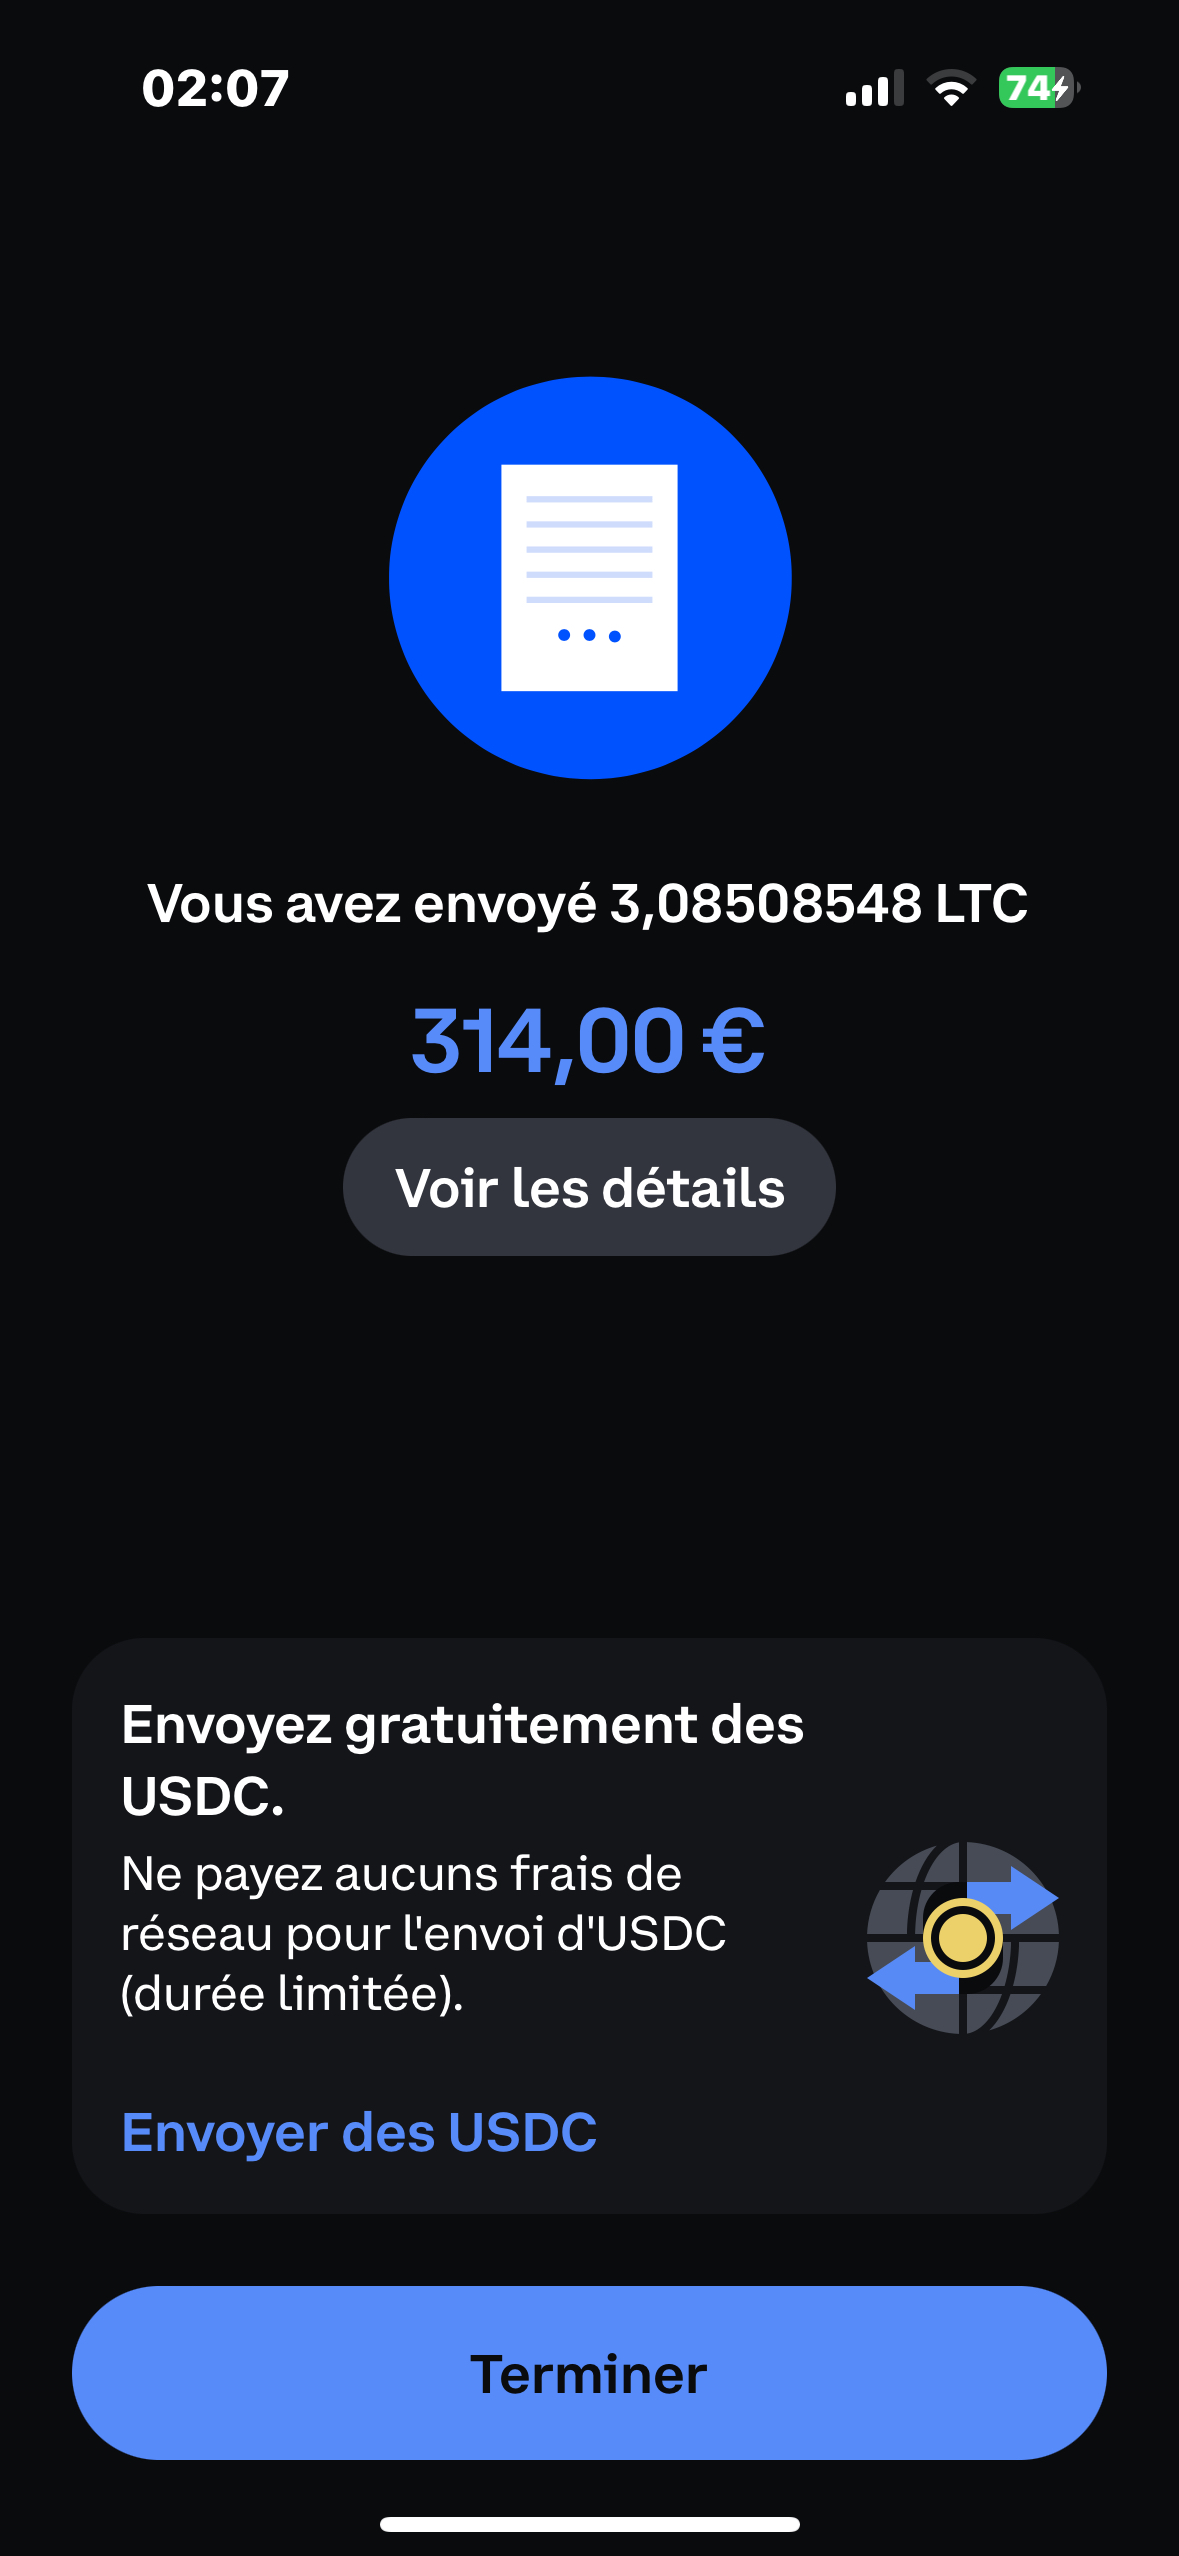 02:07
74
Vous avez envoyé 3,08508548 LTC
314,00 €
Voir les détails
Envoyez gratuitement des
USDC.
Ne payez aucuns frais de
réseau pour l'envoi d'USDC
(durée limitée).
Envoyer des USDC
Terminer